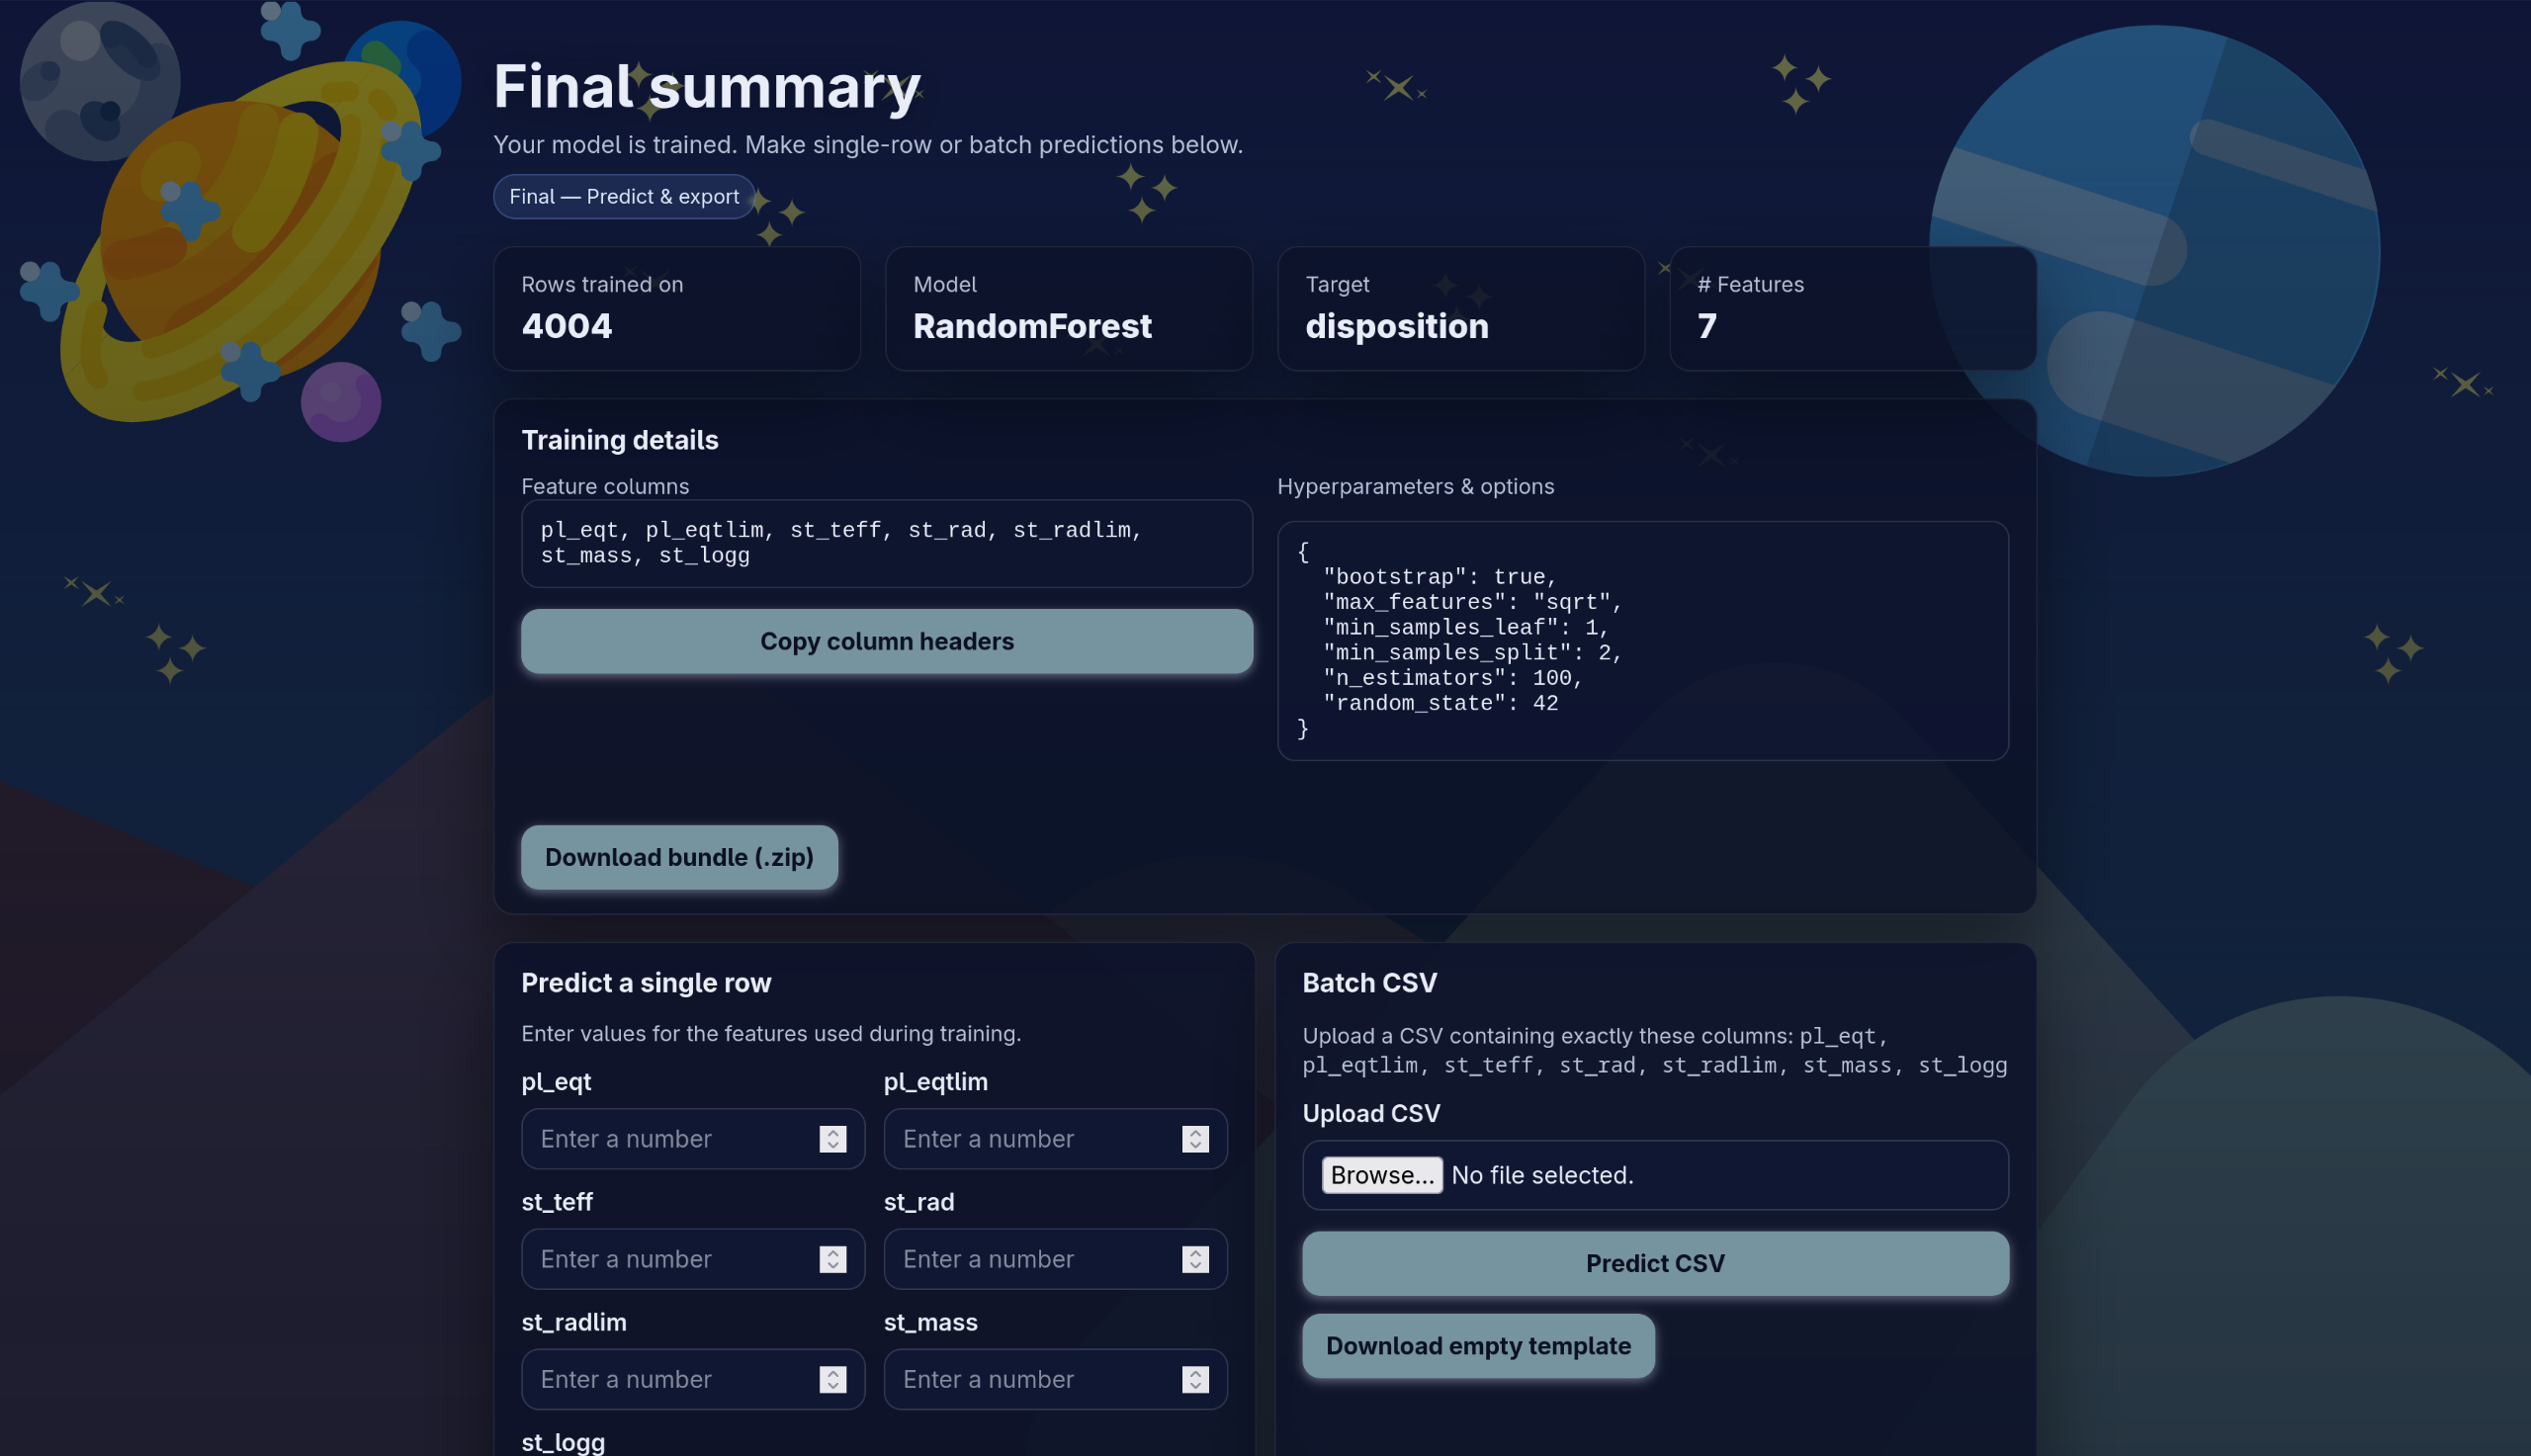 Final summary
Your model is trained. Make single-row or batch predictions below.
Final — Predict & export
Rows trained on
4004
Model
RandomForest
Target
disposition
# Features
7
Training details
Feature columns
pl_eqt, pl_eqtlim, st_teff, st_rad, st_radlim,
st_mass, st_logg
Copy column headers
Hyperparameters & options
{
  "bootstrap": true,
  "max_features": "sqrt",
  "min_samples_leaf": 1,
  "min_samples_split": 2,
  "n_estimators": 100,
  "random_state": 42
}
Download bundle (.zip)
Predict a single row
Enter values for the features used during training.
pl_eqt
Enter a number
pl_eqtlim
Enter a number
st_teff
Enter a number
st_rad
Enter a number
st_radlim
Enter a number
st_mass
Enter a number
st_logg
Batch CSV
Upload a CSV containing exactly these columns: pl_eqt,
pl_eqtlim, st_teff, st_rad, st_radlim, st_mass, st_logg
Upload CSV
Browse... No file selected.
Predict CSV
Download empty template